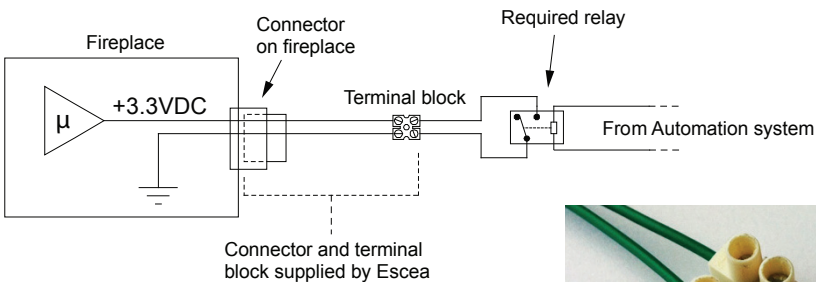 Required relay
Connector
on fireplace
Fireplace
+3.3VDC
Terminal block
µ
From Automation system
Connector and terminal
block supplied by Escea